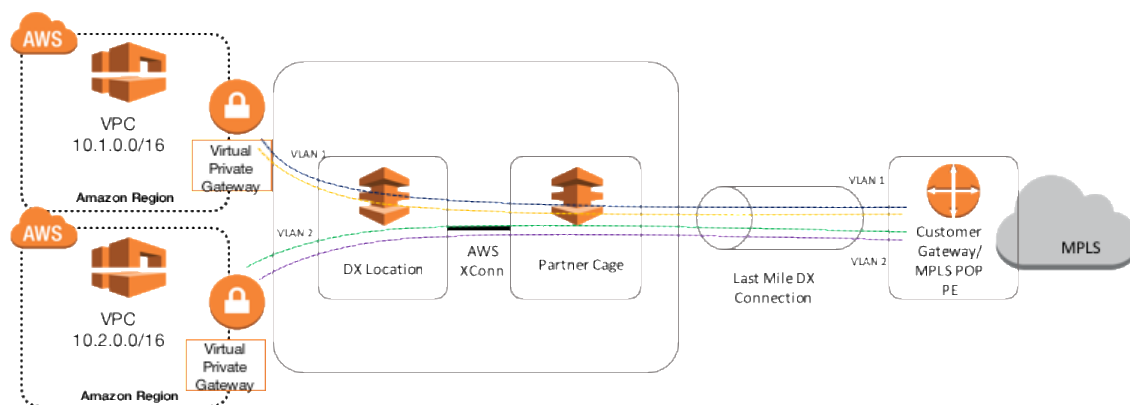 AWS
VPC
10.1.0.0/16
Virtual
Private
Gateway
Amazon Region
AWS
VPC
10.2.0.0/16
Virtual
Private
Gateway
Amazon Region
VLAN 1
VLAN 2
DX Location
AWS
XConn
Partner Cage
Last Mile DX
Connection
VLAN 1
VLAN 2
Customer
Gateway/
MPLS POP
PE
MPLS